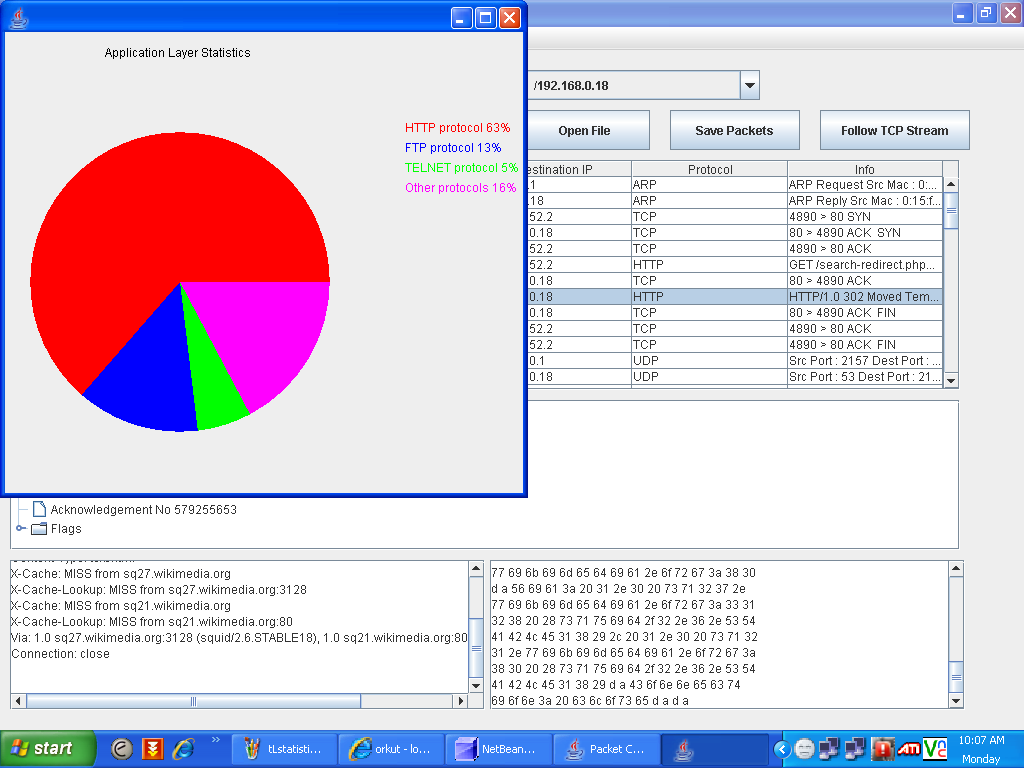 Application Layer Statistics
HTTP protocol 63%
FTP protocol 13%
TELNET protocol 5%
Other protocols 16%
/192.168.0.18
Open File
Save Packets
Follow TCP Stream
estination IP Protocol Info
.1 ARP ARP Request Src Mac : 0:...
.18 ARP ARP Reply Src Mac : 0:15:f...
52.2 TCP 4890 > 80 SYN
0.18 TCP 80 > 4890 ACK SYN
52.2 TCP 4890 > 80 ACK
52.2 HTTP GET /search-redirect.php...
0.18 TCP 80 > 4890 ACK
0.18 HTTP HTTP/1.0 302 Moved Tem...
0.18 TCP 80 > 4890 ACK FIN
52.2 TCP 4890 > 80 ACK
52.2 TCP 4890 > 80 ACK FIN
0.1 UDP Src Port : 2157 Dest Port : ...
0.18 UDP Src Port : 53 Dest Port : 21...
Acknowledgement No 579255653
Flags
X-Cache: MISS from sq27.wikimedia.org
X-Cache-Lookup: MISS from sq27.wikimedia.org:3128
X-Cache: MISS from sq21.wikimedia.org
X-Cache-Lookup: MISS from sq21.wikimedia.org:80
Via: 1.0 sq27.wikimedia.org:3128 (squid/2.6.STABLE18), 1.0 sq21.wikimedia.org:80
Connection: close
77 69 6b 69 6d 65 64 69 61 2e 6f 72 67 3a 38 30
d a 56 69 61 3a 20 31 2e 30 20 73 71 32 37 2e
77 69 6b 69 6d 65 64 69 61 2e 6f 72 67 3a 33 31
32 38 20 28 73 71 75 69 64 2f 32 2e 36 2e 53 54
41 42 4c 45 31 38 29 2c 20 31 2e 30 20 73 71 32
31 2e 77 69 6b 69 6d 65 64 69 61 2e 6f 72 67 3a
38 30 20 28 73 71 75 69 64 2f 32 2e 36 2e 53 54
41 42 4c 45 31 38 29 d a 43 6f 6e 6e 65 63 74
69 6f 6e 3a 20 63 6c 6f 73 65 d a d a
start
tLstatisti...
orkut - lo...
NetBean...
Packet C...
ATI
10:07 AM
Monday